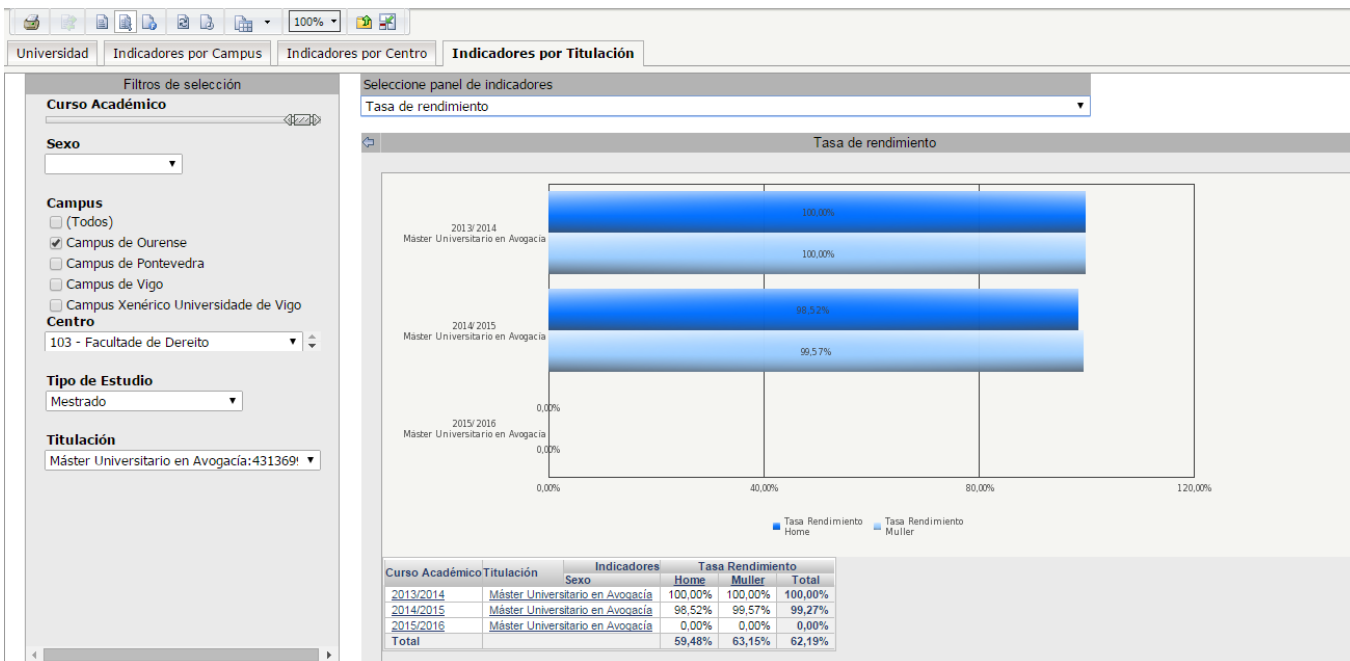 100%
Universidad Indicadores por Campus Indicadores por Centro Indicadores por Titulación
Filtros de selección
Curso Académico
Sexo
Campus
(Todos)
Campus de Ourense
Campus de Pontevedra
Campus de Vigo
Campus Xenérico Universidade de Vigo
Centro
103 - Facultade de Dereito
Tipo de Estudio
Mestrado
Titulación
Máster Universitario en Avogacía:431369
Seleccione panel de indicadores
Tasa de rendimiento
Tasa de rendimiento
2013/2014
Máster Universitario en Avogacía
100,00%
100,00%
2014/2015
Máster Universitario en Avogacía
98,52%
99,57%
2015/2016
Máster Universitario en Avogacía
0,00%
0,00%
0,00% 40,00% 80,00% 120,00%
Tasa Rendimiento
Home
Tasa Rendimiento
Muller
Curso Académico Titulación Indicadores Tasa Rendimiento
Sexo Home Muller Total
2013/2014 Máster Universitario en Avogacía 100,00% 100,00% 100,00%
2014/2015 Máster Universitario en Avogacía 98,52% 99,57% 99,27%
2015/2016 Máster Universitario en Avogacía 0,00% 0,00% 0,00%
Total 59,48% 63,15% 62,19%